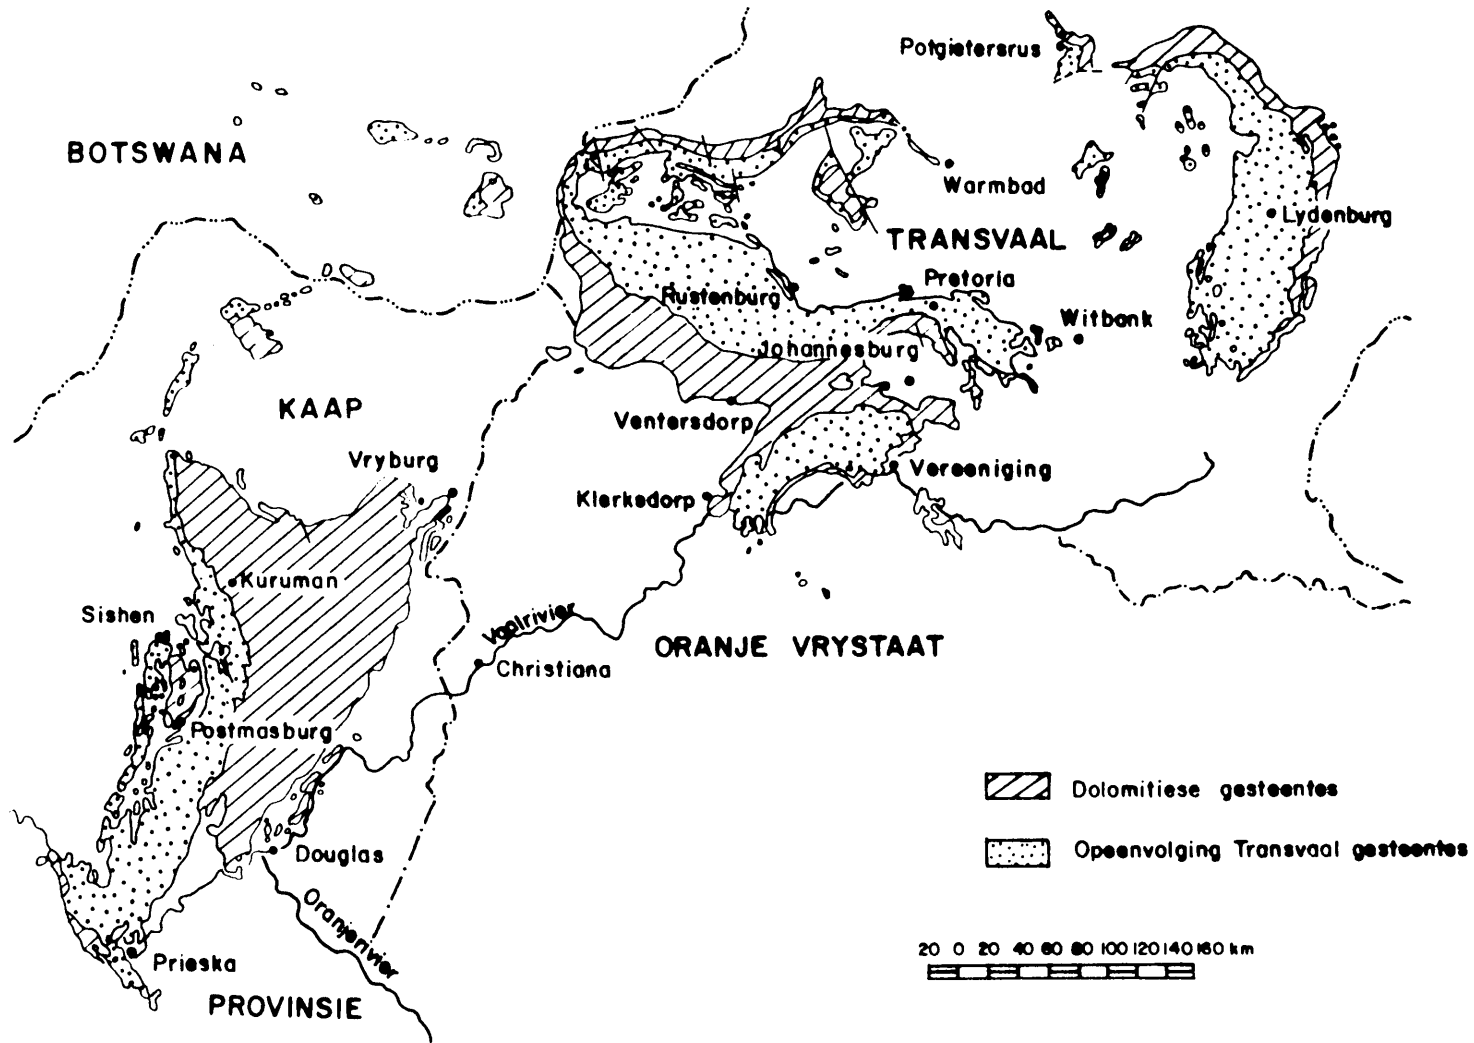 Potgietersrus
BOTSWANA
Warmbad
Lydenburg
TRANSVAAL
Pretoria
Rustenburg
Witbank
Johannesburg
KAAP
Ventersdorp
Vryburg
Vereeniging
Klerksdorp
Kuruman
Sishen
Vaalrivier
ORANJE VRYSTAAT
Christiana
Postmasburg
Dolomitiese gesteentes
Douglas
Opeenvolging Transvaal gesteentes
Oranjerivier
20 0 20 40 60 80 100 120 140 160 km
Prieska
PROVINSIE